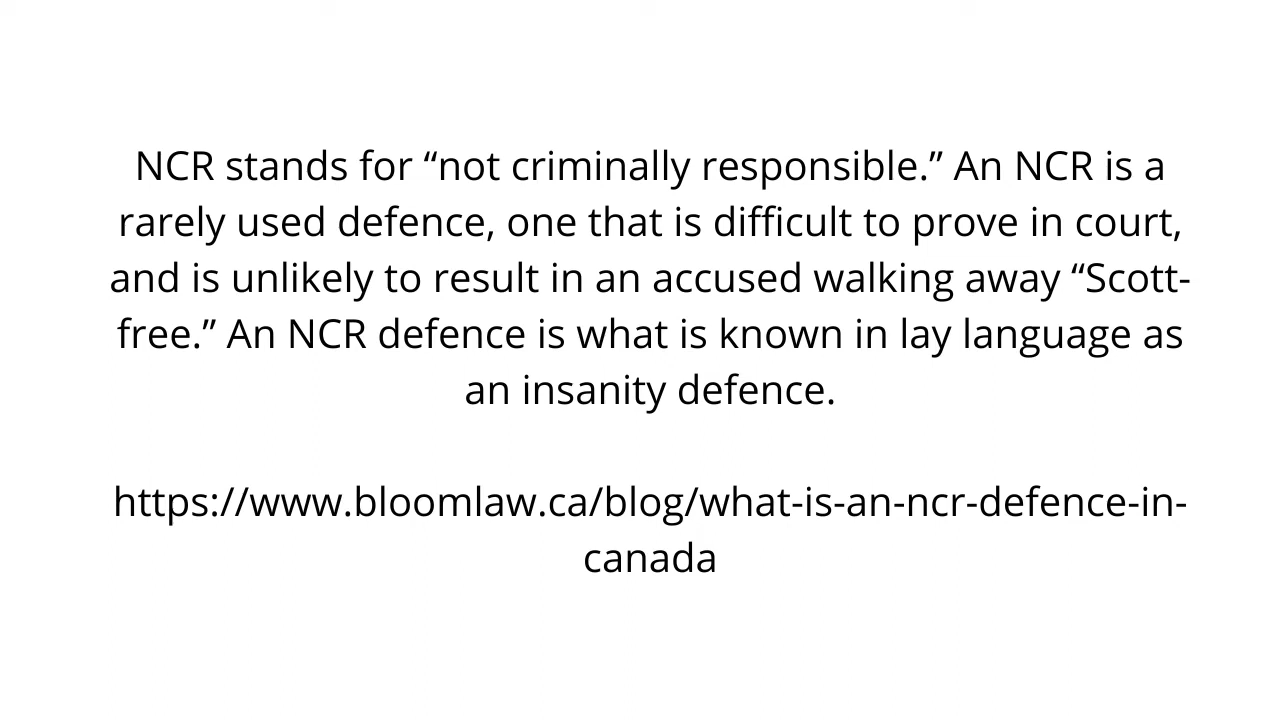 NCR stands for “not criminally responsible.” An NCR is a
rarely used defence, one that is difficult to prove in court,
and is unlikely to result in an accused walking away “Scott-
free.” An NCR defence is what is known in lay language as
an insanity defence.
https://www.bloomlaw.ca/blog/what-is-an-ncr-defence-in-
canada